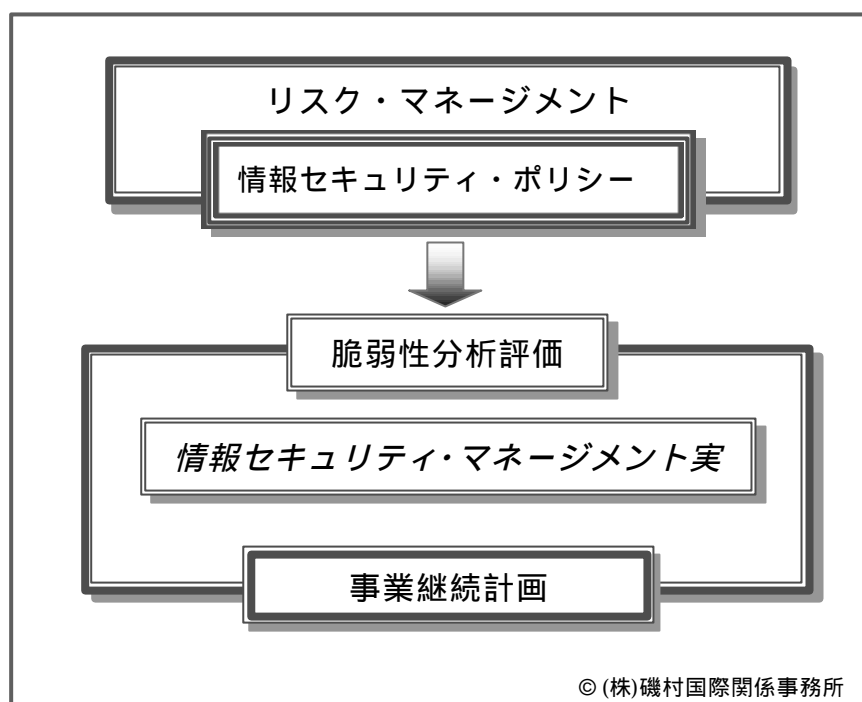 リスク・マネージメント
情報セキュリティ・ポリシー
脆弱性分析評価
情報セキュリティ・マネージメント実
事業継続計画
© (株)磯村国際関係事務所